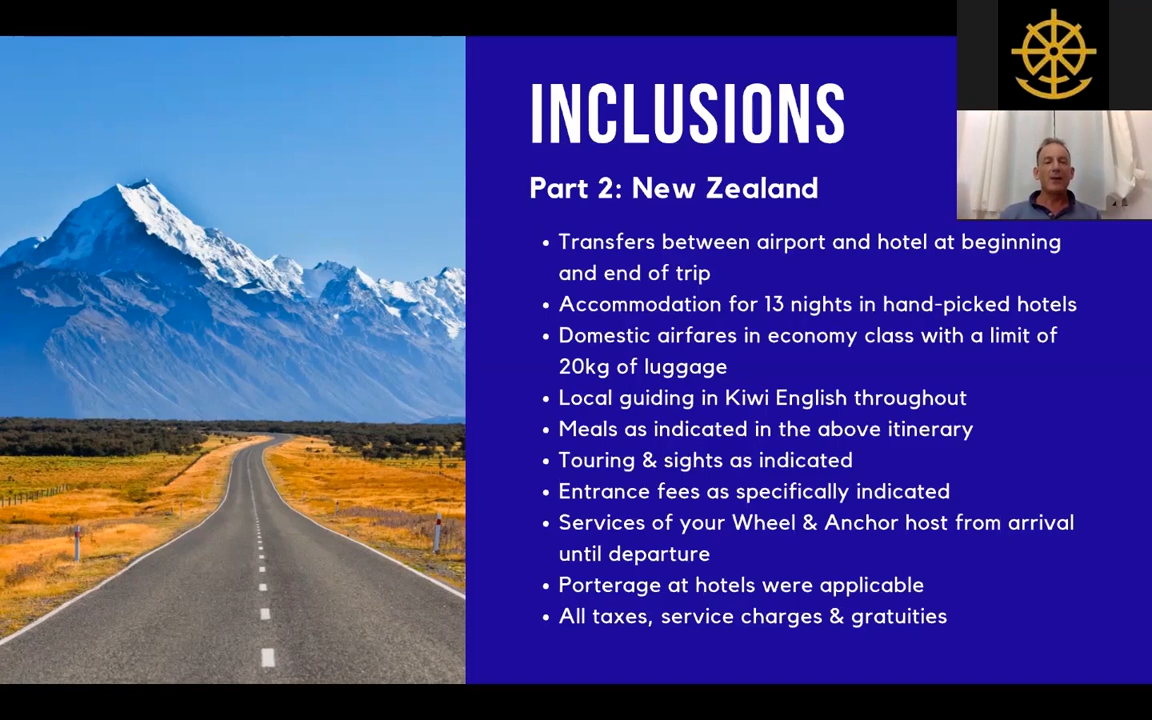 INCLUSIONS
Part 2: New Zealand
• Transfers between airport and hotel at beginning
and end of trip
• Accommodation for 13 nights in hand-picked hotels
• Domestic airfares in economy class with a limit of
20kg of luggage
• Local guiding in Kiwi English throughout
• Meals as indicated in the above itinerary
• Touring & sights as indicated
• Entrance fees as specifically indicated
• Services of your Wheel & Anchor host from arrival
until departure
• Porterage at hotels were applicable
• All taxes, service charges & gratuities